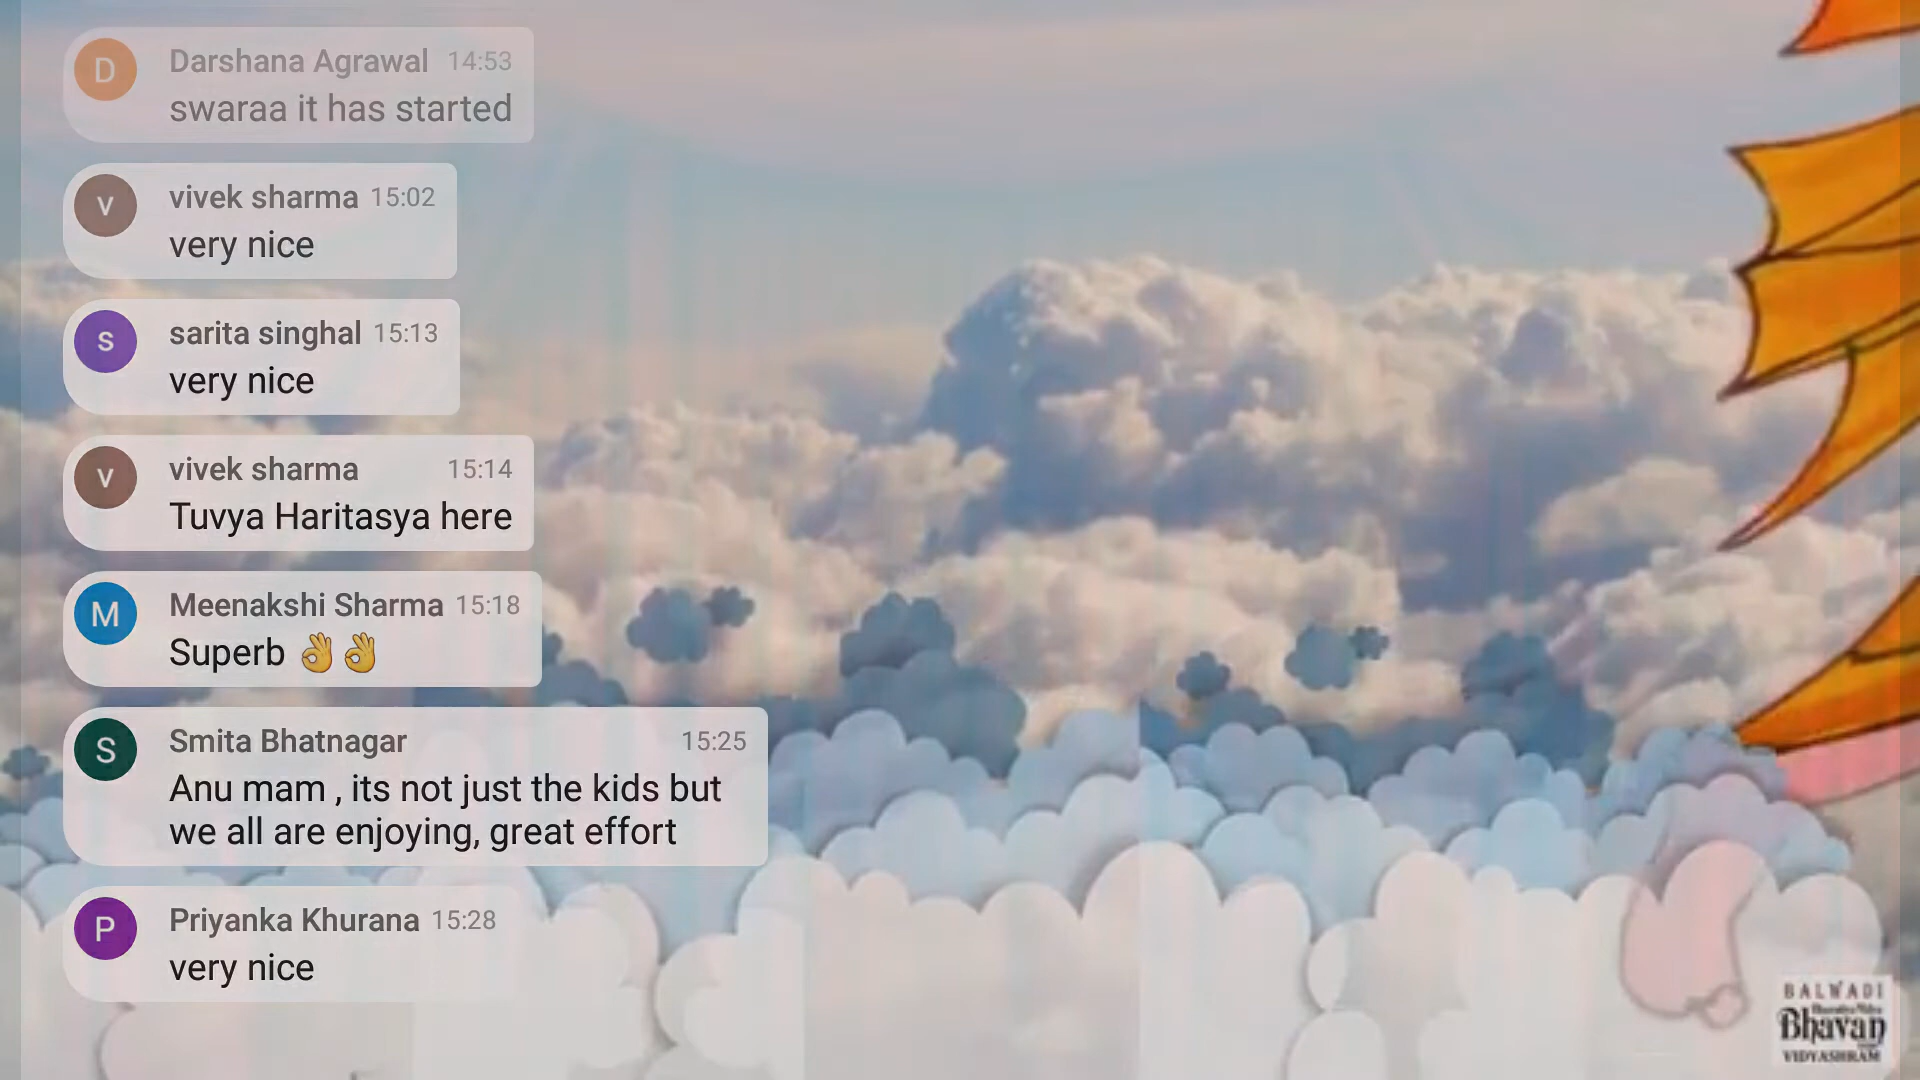 D
Darshana Agrawal 14:53
swaraa it has started
v
vivek sharma 15:02
very nice
s
sarita singhal 15:13
very nice
v
vivek sharma 15:14
Tuvya Haritasya here
M
Meenakshi Sharma 15:18
Superb 👌👌
S
Smita Bhatnagar 15:25
Anu mam , its not just the kids but
we all are enjoying, great effort
P
Priyanka Khurana 15:28
very nice
BALWADI
Bhavan
VIDYASHRAM